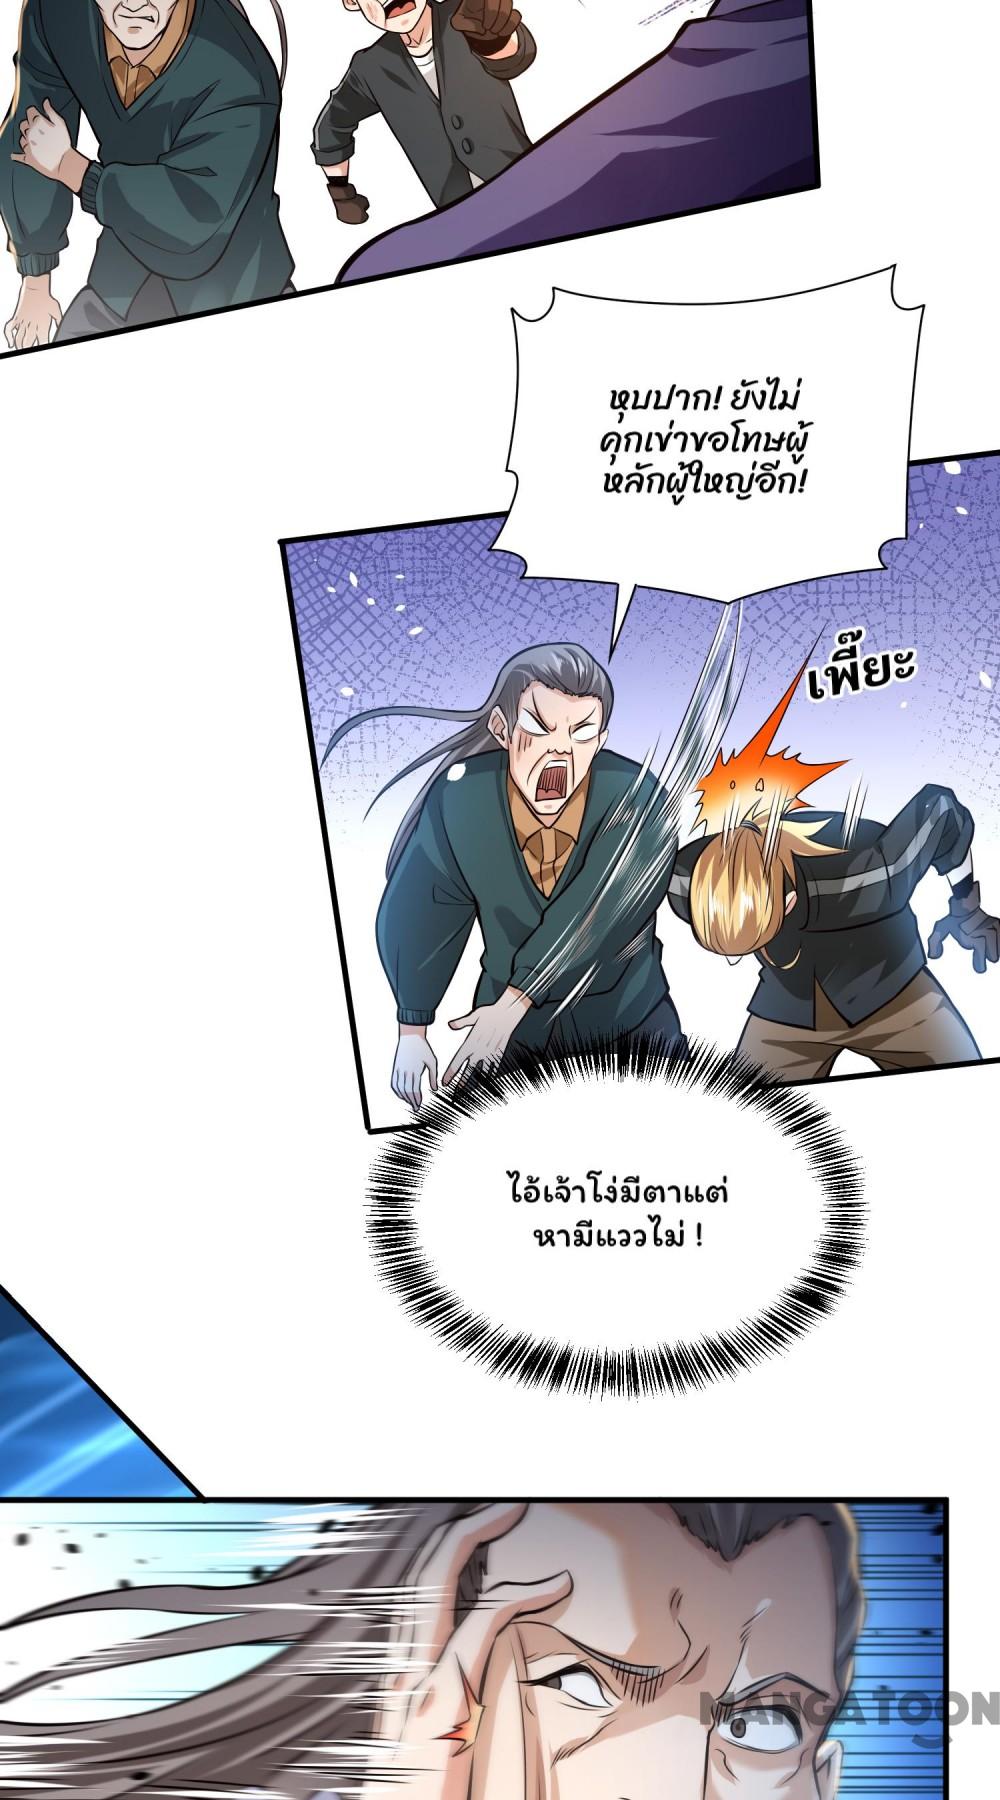 หุบปาก! ยังไม่
คุกเข่าขอโทษผู้
หลักผู้ใหญ่อีก!
เพี๊ยะ
ไอ้เจ้าโง่มีตาแต่
หามีแววไม่ !
MANGATOON